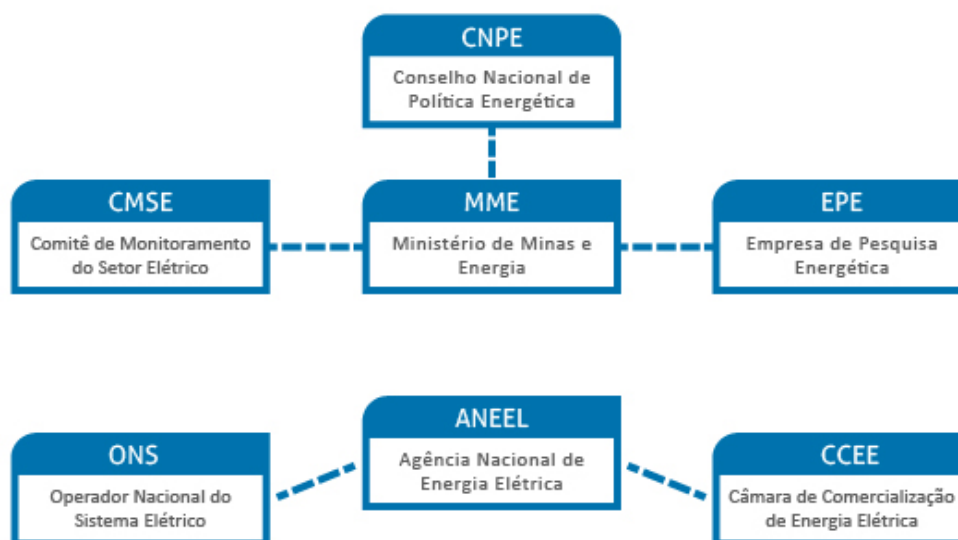 CNPE
Conselho Nacional de
Política Energética
CMSE
Comitê de Monitoramento
do Setor Elétrico
MME
Ministério de Minas e
Energia
EPE
Empresa de Pesquisa
Energética
ONS
Operador Nacional do
Sistema Elétrico
ANEEL
Agência Nacional de
Energia Elétrica
CCEE
Câmara de Comercialização
de Energia Elétrica